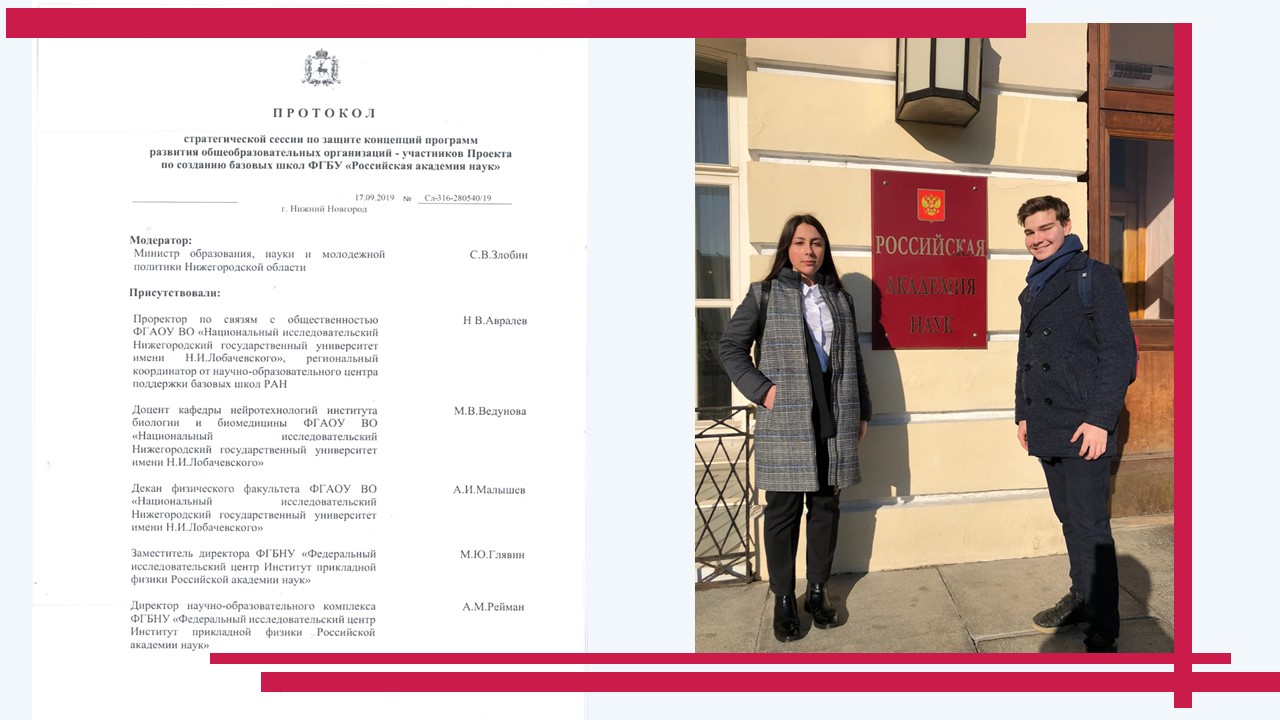 ПРОТОКОЛ
стратегической сессии по защите концепций программ
развития общеобразовательных организаций - участников Проекта
по созданию базовых школ ФГБУ «Российская академия наук»
17.09.2019 № Сл-316-280540/19
г. Нижний Новгород
Модератор:
Министр образования, науки и молодежной С.В.Злобин
политики Нижегородской области
Присутствовали:
Проректор по связям с общественностью Н В.Авралев
ФГАОУ ВО «Национальный исследовательский
Нижегородский государственный университет
имени Н.И.Лобачевского», региональный
координатор от научно-образовательного центра
поддержки базовых школ РАН
Доцент кафедры нейротехнологий института М.В.Ведунова
биологии и биомедицины ФГАОУ ВО
«Национальный исследовательский
Нижегородский государственный университет
имени Н.И.Лобачевского»
Декан физического факультета ФГАОУ ВО А.И.Малышев
«Национальный исследовательский
Нижегородский государственный университет
имени Н.И.Лобачевского»
Заместитель директора ФГБНУ «Федеральный М.Ю.Глявин
исследовательский центр Институт прикладной
физики Российской академии наук»
Директор научно-образовательного комплекса А.М.Рейман
ФГБНУ «Федеральный исследовательский центр
Институт прикладной физики Российской
академии наук»
РОССИЙСКАЯ
АКАДЕМИЯ
НАУК